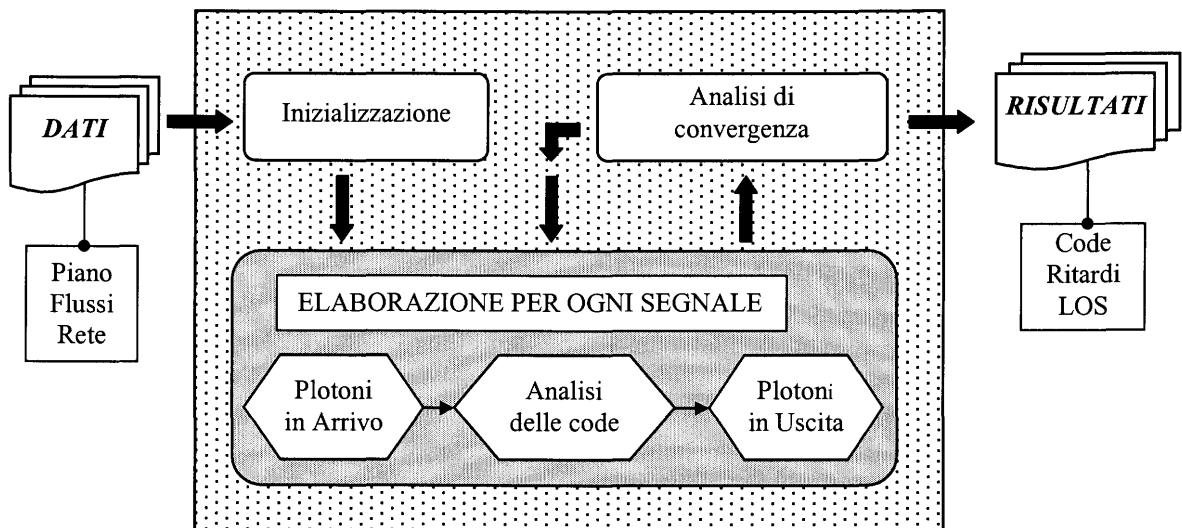 DATI
Piano
Flussi
Rete
Inizializzazione
Analisi di
convergenza
ELABORAZIONE PER OGNI SEGNALE
Plotoni
in Arrivo
Analisi
delle code
Plotoni
in Uscita
RISULTATI
Code
Ritardi
LOS